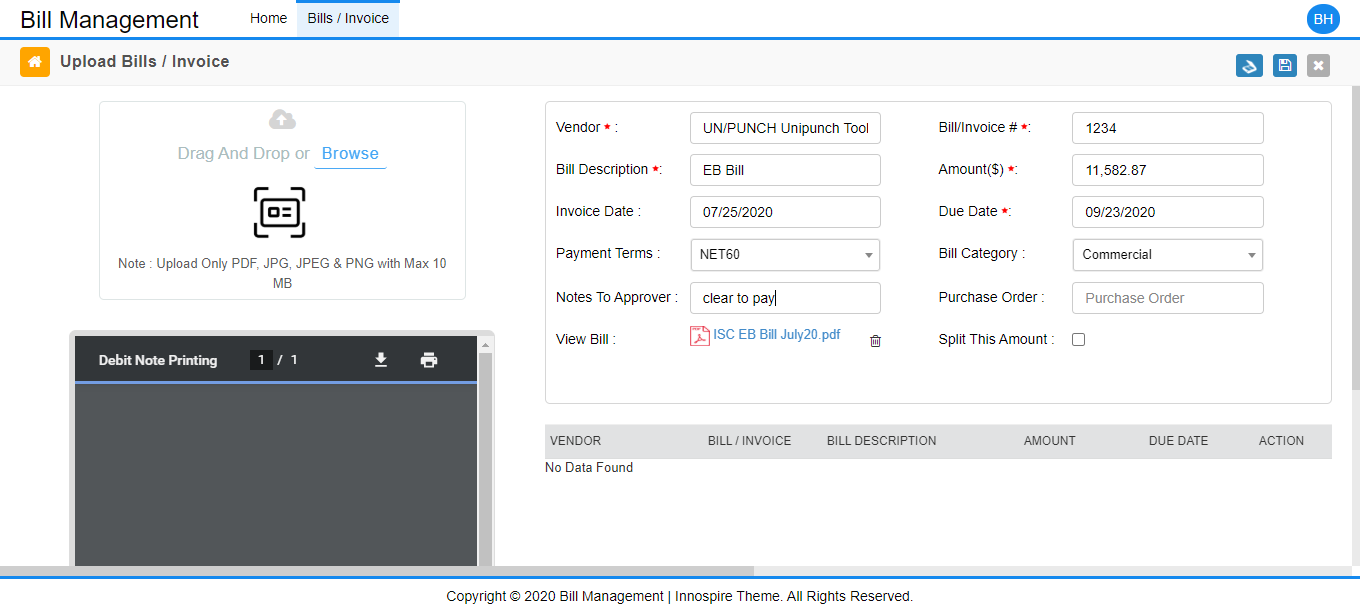 Bill Management Home Bills / Invoice BH
Upload Bills / Invoice
Drag And Drop or Browse
Note : Upload Only PDF, JPG, JPEG & PNG with Max 10
MB
Debit Note Printing 1 / 1
Vendor * : UN/PUNCH Unipunch Tool Bill/Invoice # *: 1234
Bill Description *: EB Bill Amount($) *: 11,582.87
Invoice Date : 07/25/2020 Due Date *: 09/23/2020
Payment Terms : NET60 Bill Category : Commercial
Notes To Approver : clear to pay Purchase Order : Purchase Order
View Bill : ISC EB Bill July20.pdf Split This Amount :
VENDOR BILL / INVOICE BILL DESCRIPTION AMOUNT DUE DATE ACTION
No Data Found
Copyright © 2020 Bill Management | Innospire Theme. All Rights Reserved.